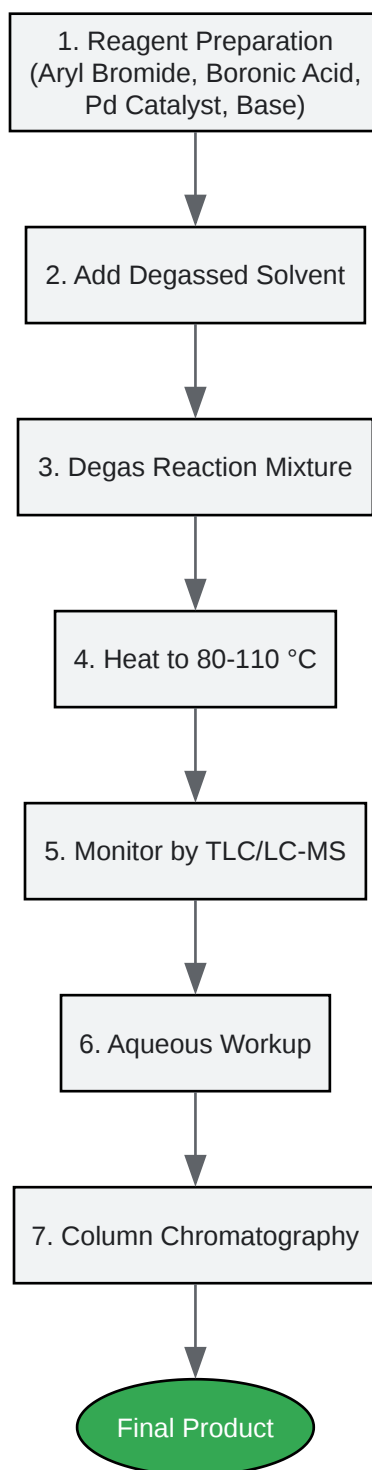 1. Reagent Preparation
(Aryl Bromide, Boronic Acid,
Pd Catalyst, Base)
2. Add Degassed Solvent
3. Degas Reaction Mixture
4. Heat to 80-110 °C
5. Monitor by TLC/LC-MS
6. Aqueous Workup
7. Column Chromatography
Final Product